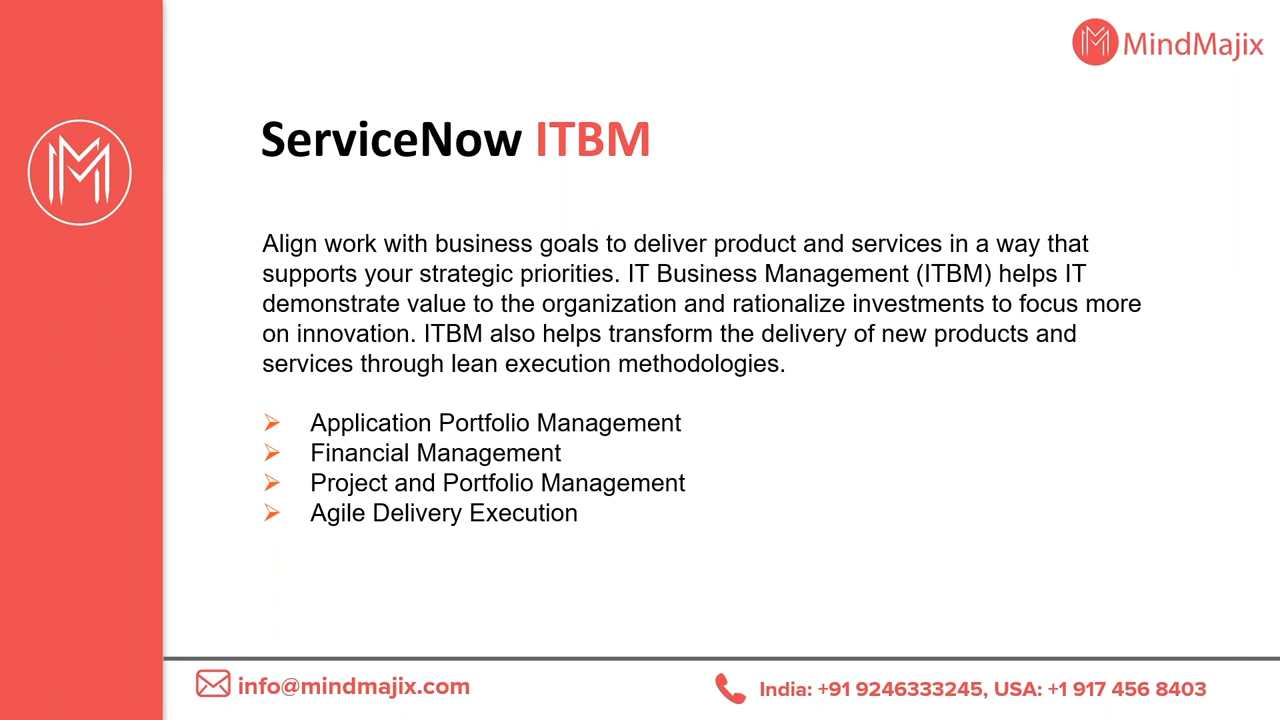 MindMajix
ServiceNow ITBM
Align work with business goals to deliver product and services in a way that
supports your strategic priorities. IT Business Management (ITBM) helps IT
demonstrate value to the organization and rationalize investments to focus more
on innovation. ITBM also helps transform the delivery of new products and
services through lean execution methodologies.
Application Portfolio Management
Financial Management
Project and Portfolio Management
Agile Delivery Execution
info@mindmajix.com
India: +91 9246333245, USA: +1 917 456 8403